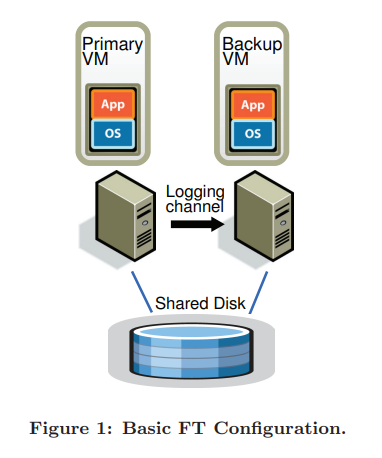 Primary
VM
Backup
VM
App
OS
App
OS
Logging
channel
Shared Disk
Figure 1: Basic FT Configuration.